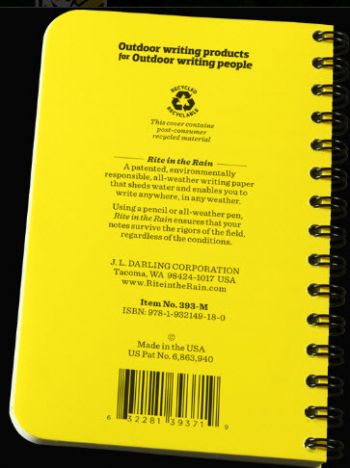 Outdoor writing products
for Outdoor writing people
RECYCLED
RECYCLABLE
This cover contains
post-consumer
recycled material
Rite in the Rain
A patented, environmentally
responsible, all-weather writing paper
that sheds water and enables you to
write anywhere, in any weather.
Using a pencil or all-weather pen,
Rite in the Rain ensures that your
notes survive the rigors of the field,
regardless of the conditions.
J. L. DARLING CORPORATION
Tacoma, WA 98424-1017 USA
www.RiteintheRain.com
Item No. 393-M
ISBN: 978-1-932149-18-0
©
Made in the USA
US Pat No. 6,863,940
6 32281 39371 9